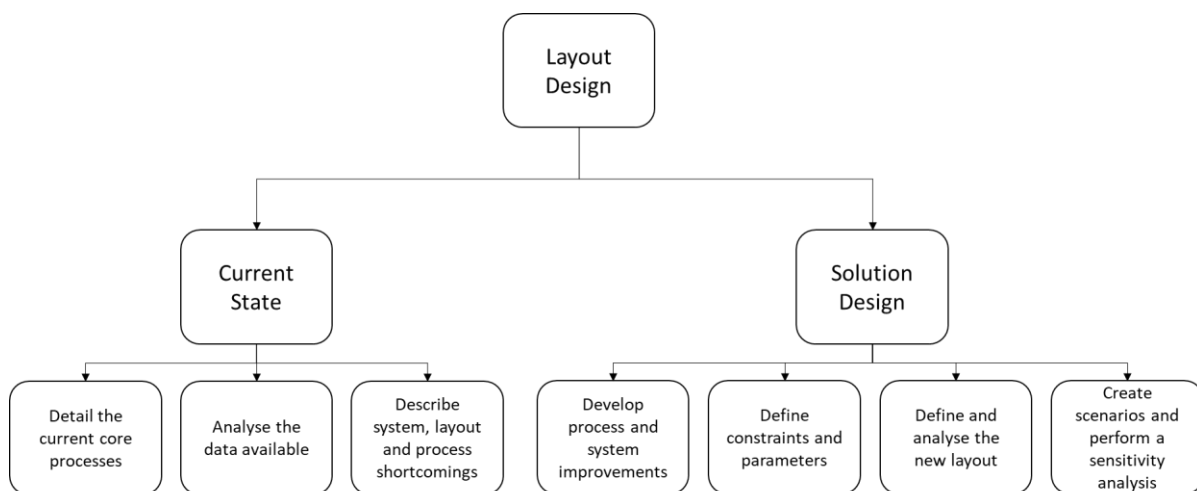 Layout
Design
Current
State
Solution
Design
Detail the
current core
processes
Analyse the
data available
Describe
system, layout
and process
shortcomings
Develop
process and
system
improvements
Define
constraints and
parameters
Define and
analyse the
new layout
Create
scenarios and
perform a
sensitivity
analysis